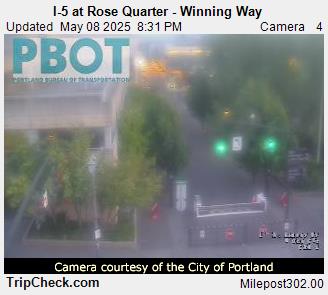 I-5 at Rose Quarter - Winning Way
Updated May 08 2025 8:31 PM Camera 4
PBOT
PORTLAND BUREAU OF TRANSPORTATION
Camera courtesy of the City of Portland
TripCheck.com Milepost302.00